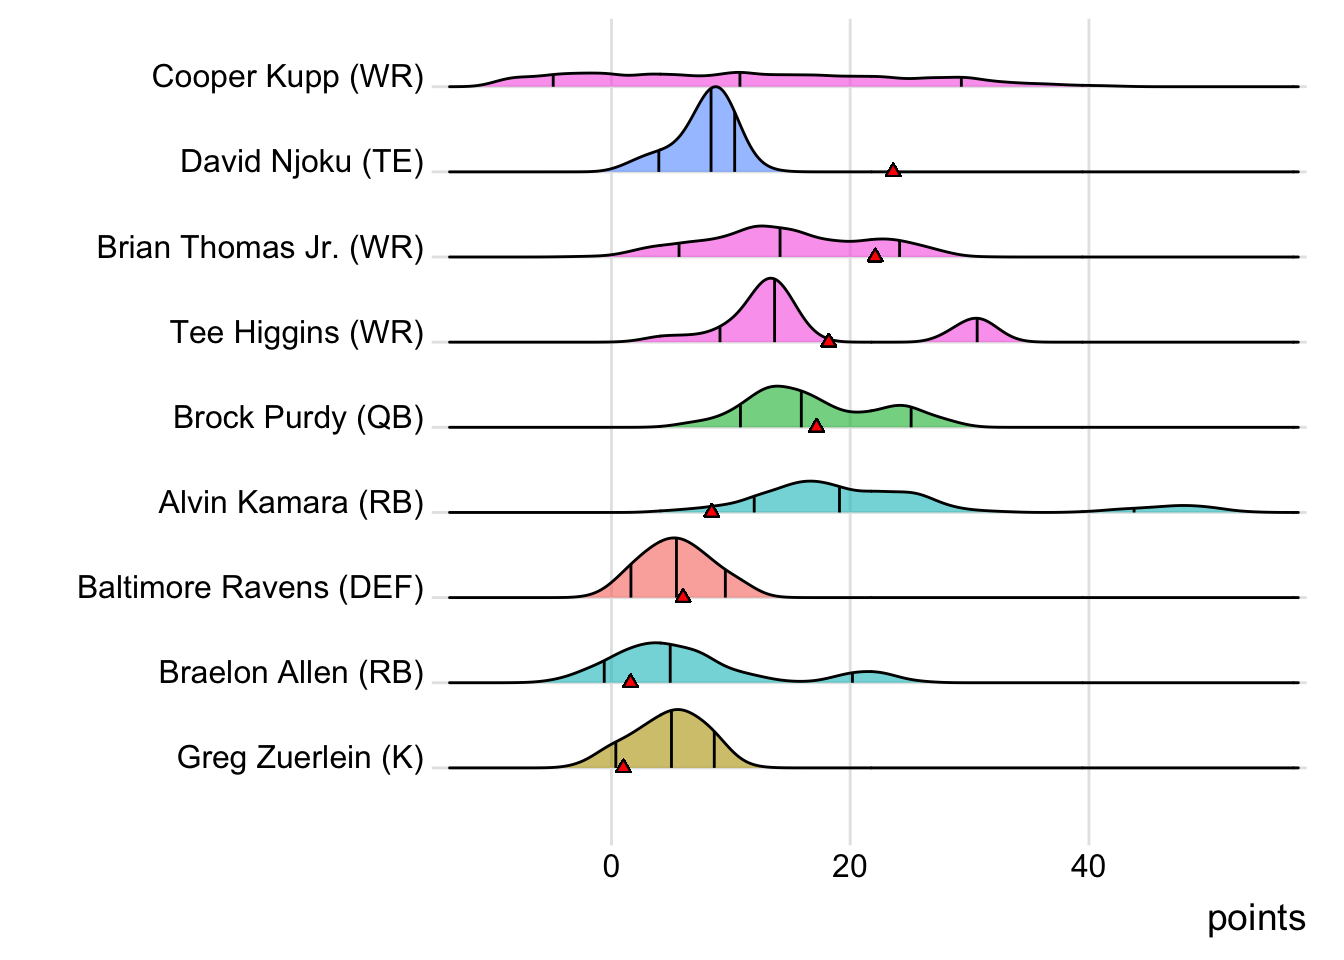 Cooper Kupp (WR)
David Njoku (TE)
Brian Thomas Jr. (WR)
Tee Higgins (WR)
Brock Purdy (QB)
Alvin Kamara (RB)
Baltimore Ravens (DEF)
Braelon Allen (RB)
Greg Zuerlein (K)
0 20 40
points